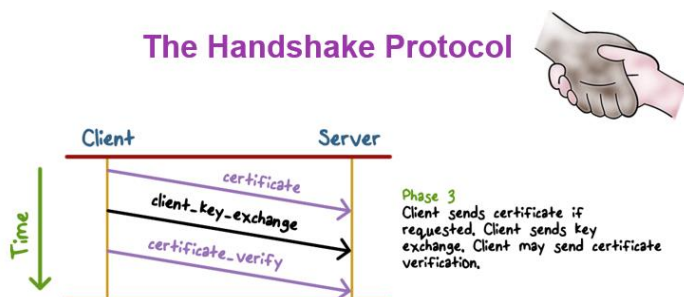 The Handshake Protocol
Client
Server
certificate
client_key_exchange
certificate_verify
Time
Phase 3
Client sends certificate if
requested. Client sends key
exchange. Client may send certificate
verification.